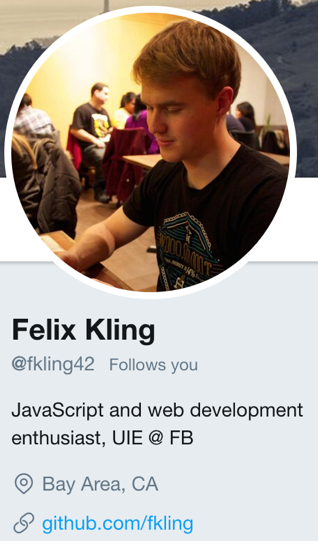 Felix Kling
@fkling42 Follows you
JavaScript and web development
enthusiast, UIE @ FB
Bay Area, CA
github.com/fkling